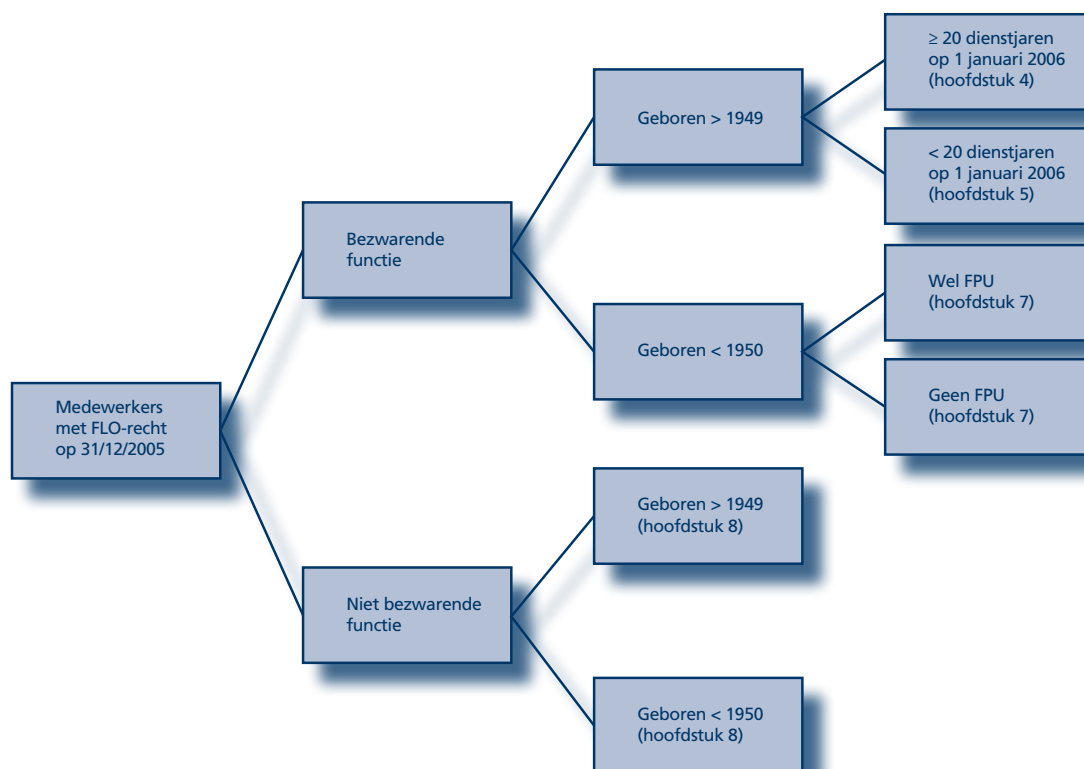 Medewerkers
met FLO-recht
op 31/12/2005
Bezwarende
functie
Geboren > 1949
≥ 20 dienstjaren
op 1 januari 2006
(hoofdstuk 4)
< 20 dienstjaren
op 1 januari 2006
(hoofdstuk 5)
Geboren < 1950
Wel FPU
(hoofdstuk 7)
Geen FPU
(hoofdstuk 7)
Niet bezwarende
functie
Geboren > 1949
(hoofdstuk 8)
Geboren < 1950
(hoofdstuk 8)